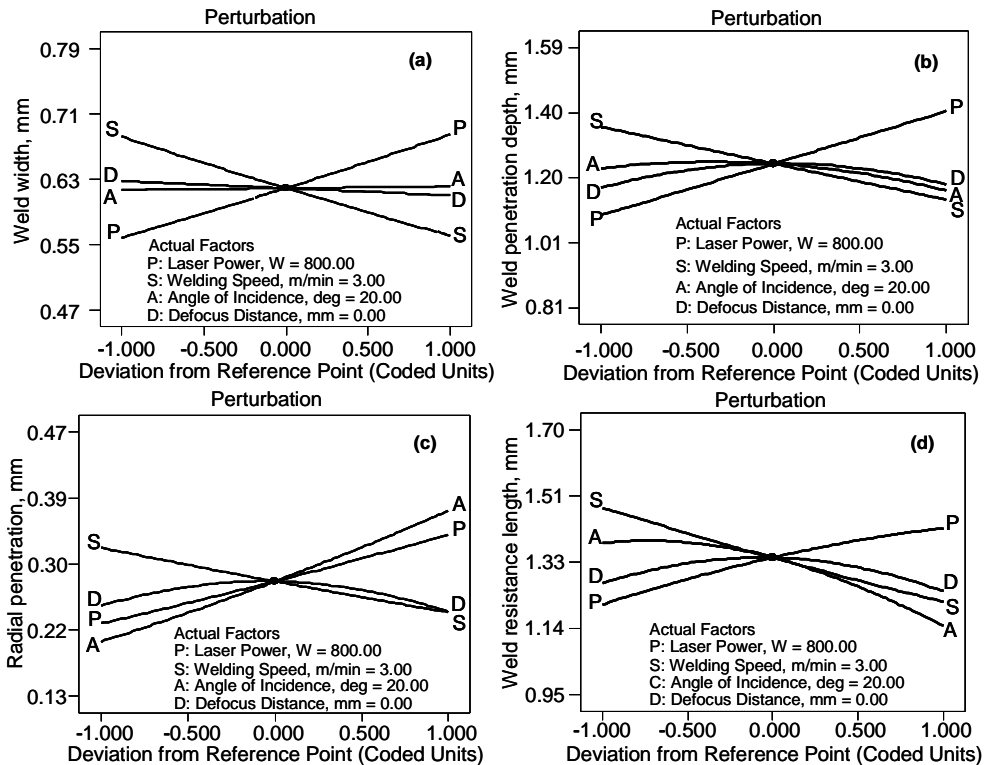 Perturbation
(a)
Weld width, mm
0.79
0.71
0.63
0.55
0.47
S
D
A
P
P
A
D
S
Actual Factors
P: Laser Power, W = 800.00
S: Welding Speed, m/min = 3.00
A: Angle of Incidence, deg = 20.00
D: Defocus Distance, mm = 0.00
-1.000 -0.500 0.000 0.500 1.000
Deviation from Reference Point (Coded Units)
Perturbation
(b)
Weld penetration depth, mm
1.59
1.40
1.20
1.01
0.81
S
A
D
P
P
D
A
S
Actual Factors
P: Laser Power, W = 800.00
S: Welding Speed, m/min = 3.00
A: Angle of Incidence, deg = 20.00
D: Defocus Distance, mm = 0.00
-1.000 -0.500 0.000 0.500 1.000
Deviation from Reference Point (Coded Units)
Perturbation
(c)
Radial penetration, mm
0.47
0.39
0.30
0.22
0.13
S
D
P
A
A
P
D
S
Actual Factors
P: Laser Power, W = 800.00
S: Welding Speed, m/min = 3.00
A: Angle of Incidence, deg = 20.00
D: Defocus Distance, mm = 0.00
-1.000 -0.500 0.000 0.500 1.000
Deviation from Reference Point (Coded Units)
Perturbation
(d)
Weld resistance length, mm
1.70
1.51
1.33
1.14
0.95
S
A
D
P
P
D
S
A
Actual Factors
P: Laser Power, W = 800.00
S: Welding Speed, m/min = 3.00
C: Angle of Incidence, deg = 20.00
D: Defocus Distance, mm = 0.00
-1.000 -0.500 0.000 0.500 1.000
Deviation from Reference Point (Coded Units)